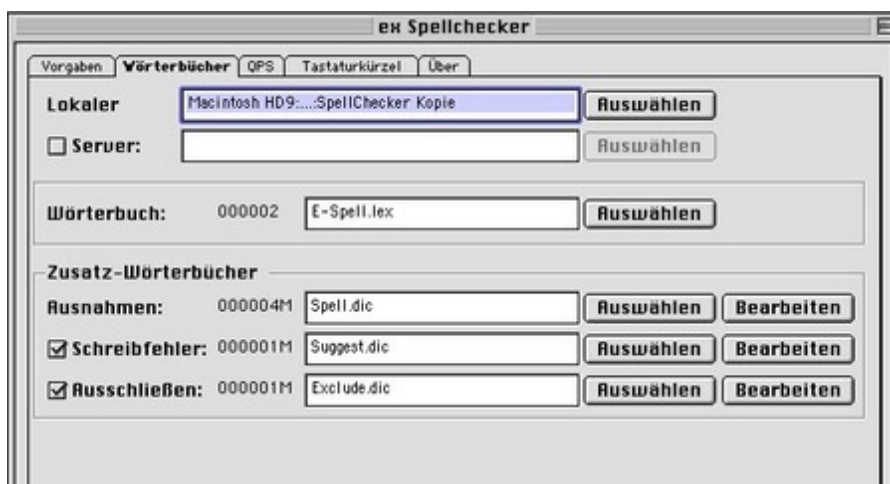 ex Spellchecker
Vorgaben Wörterbücher QPS Tastaturkürzel Über
Lokaler Macintosh HD9:...:SpellChecker Kopie Auswählen
Server: Auswählen
Wörterbuch: 000002 E-Spell.lex Auswählen
Zusatz-Wörterbücher
Ausnahmen: 000004M Spell.dic Auswählen Bearbeiten
Schreibfehler: 000001M Suggest.dic Auswählen Bearbeiten
Ausschließen: 000001M Exclude.dic Auswählen Bearbeiten